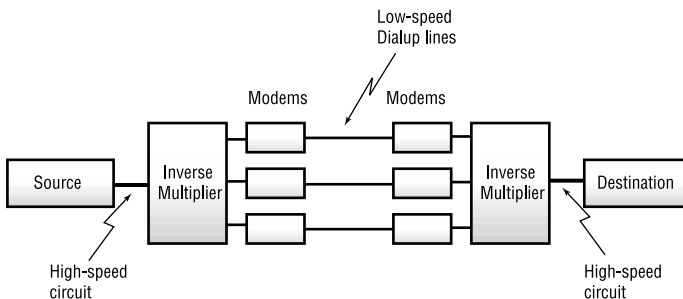 Low-speed
Dialup lines
Modems
Modems
Source
Inverse
Multiplier
Inverse
Multiplier
Destination
High-speed
circuit
High-speed
circuit